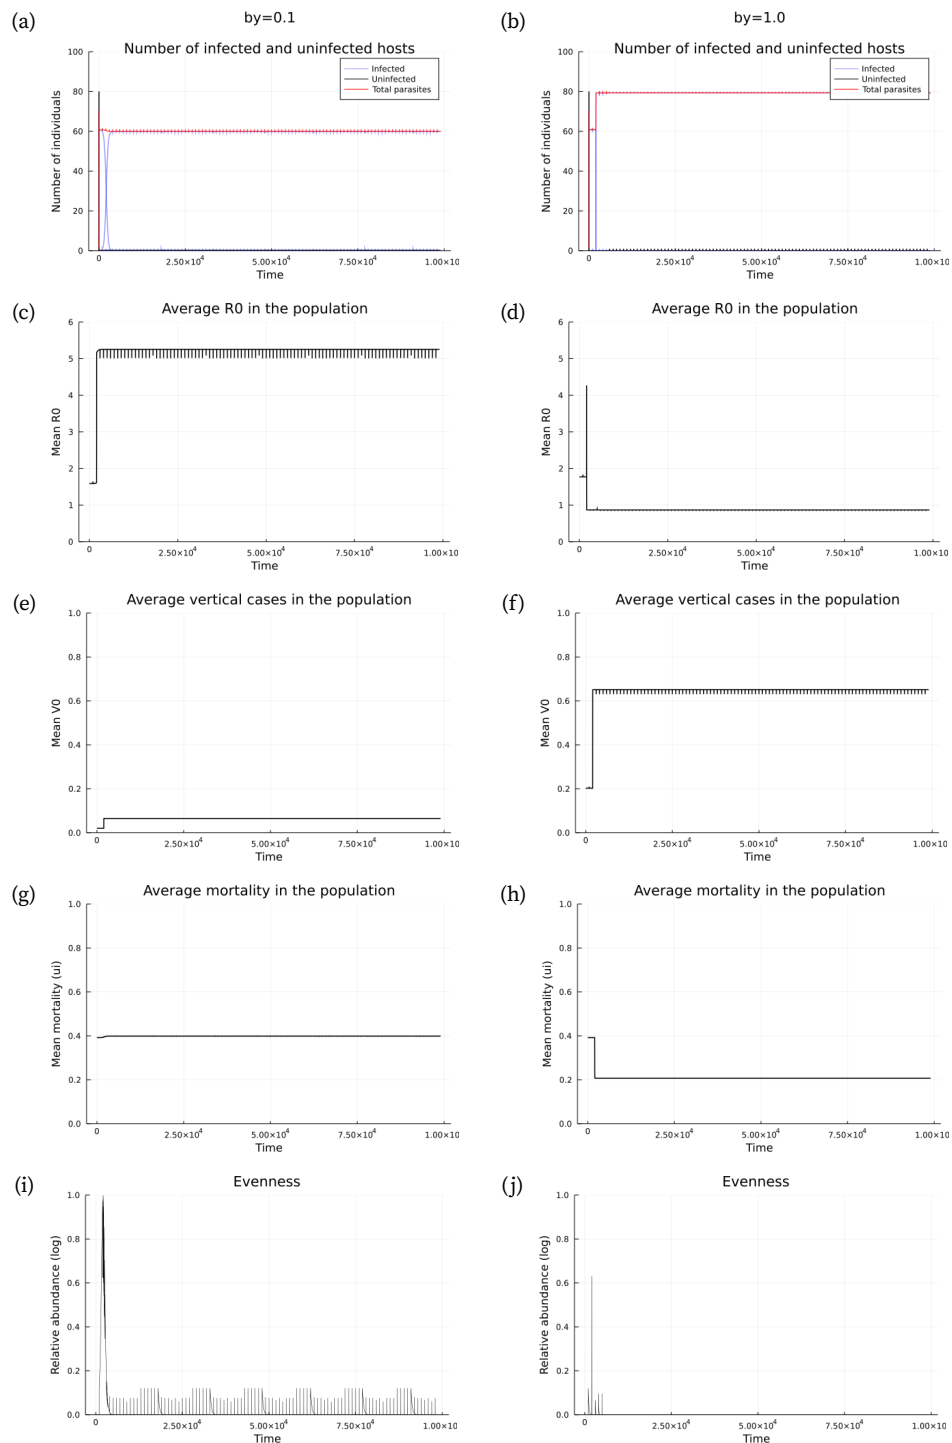 (a) by=0.1 (b) by=1.0
Number of infected and uninfected hosts
Number of individuals
100
80
60
40
20
0
Infected
Uninfected
Total parasites
0 2.50×10⁴ 5.00×10⁴ 7.50×10⁴ 1.00×10
Time
Number of infected and uninfected hosts
Number of individuals
100
80
60
40
20
0
Infected
Uninfected
Total parasites
0 2.50×10⁴ 5.00×10⁴ 7.50×10⁴ 1.00×10
Time
(c) Average R0 in the population
Mean R0
6
5
4
3
2
1
0
0 2.50×10⁴ 5.00×10⁴ 7.50×10⁴ 1.00×10
Time
(d) Average R0 in the population
Mean R0
6
5
4
3
2
1
0
0 2.50×10⁴ 5.00×10⁴ 7.50×10⁴ 1.00×10
Time
(e) Average vertical cases in the population
Mean V0
1.0
0.8
0.6
0.4
0.2
0.0
0 2.50×10⁴ 5.00×10⁴ 7.50×10⁴ 1.00×10
Time
(f) Average vertical cases in the population
Mean V0
1.0
0.8
0.6
0.4
0.2
0.0
0 2.50×10⁴ 5.00×10⁴ 7.50×10⁴ 1.00×10
Time
(g) Average mortality in the population
Mean mortality (ui)
1.0
0.8
0.6
0.4
0.2
0.0
0 2.50×10⁴ 5.00×10⁴ 7.50×10⁴ 1.00×10
Time
(h) Average mortality in the population
Mean mortality (ui)
1.0
0.8
0.6
0.4
0.2
0.0
0 2.50×10⁴ 5.00×10⁴ 7.50×10⁴ 1.00×10
Time
(i) Evenness
Relative abundance (log)
1.0
0.8
0.6
0.4
0.2
0.0
0 2.50×10⁴ 5.00×10⁴ 7.50×10⁴ 1.00×10
Time
(j) Evenness
Relative abundance (log)
1.0
0.8
0.6
0.4
0.2
0.0
0 2.50×10⁴ 5.00×10⁴ 7.50×10⁴ 1.00×10
Time